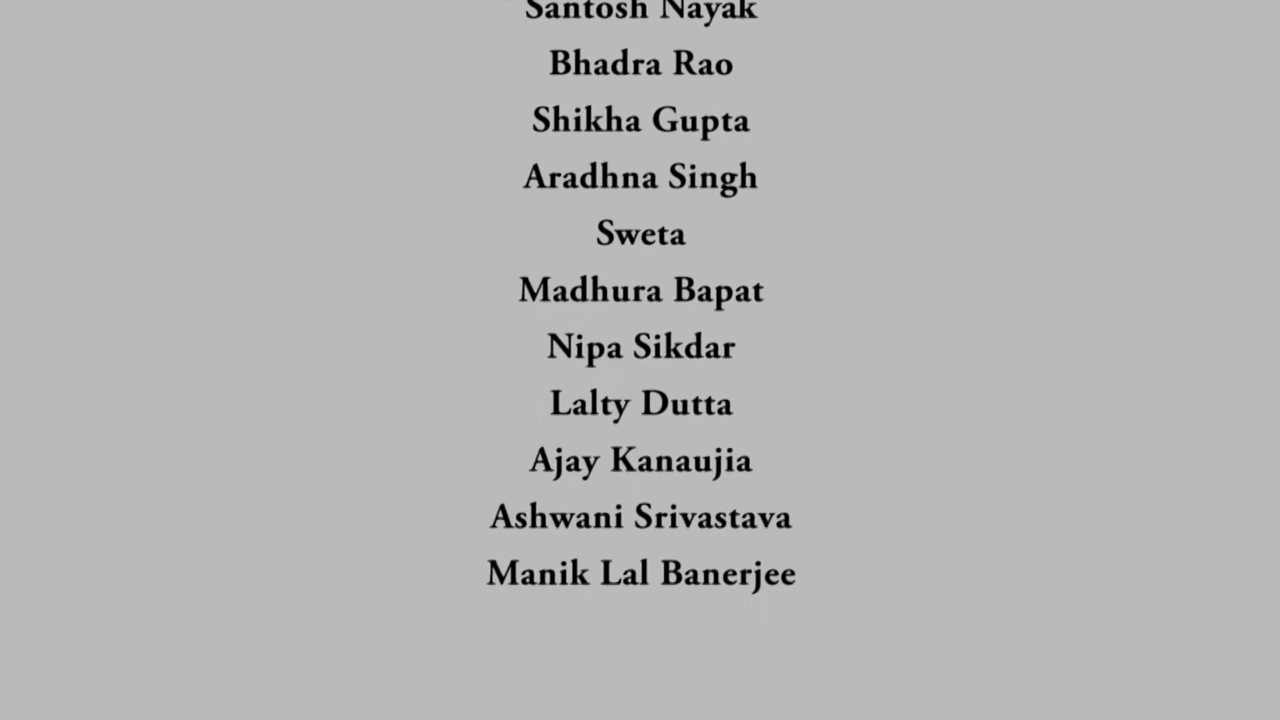 Santosh Nayak
Bhadra Rao
Shikha Gupta
Aradhna Singh
Sweta
Madhura Bapat
Nipa Sikdar
Lalty Dutta
Ajay Kanaujia
Ashwani Srivastava
Manik Lal Banerjee